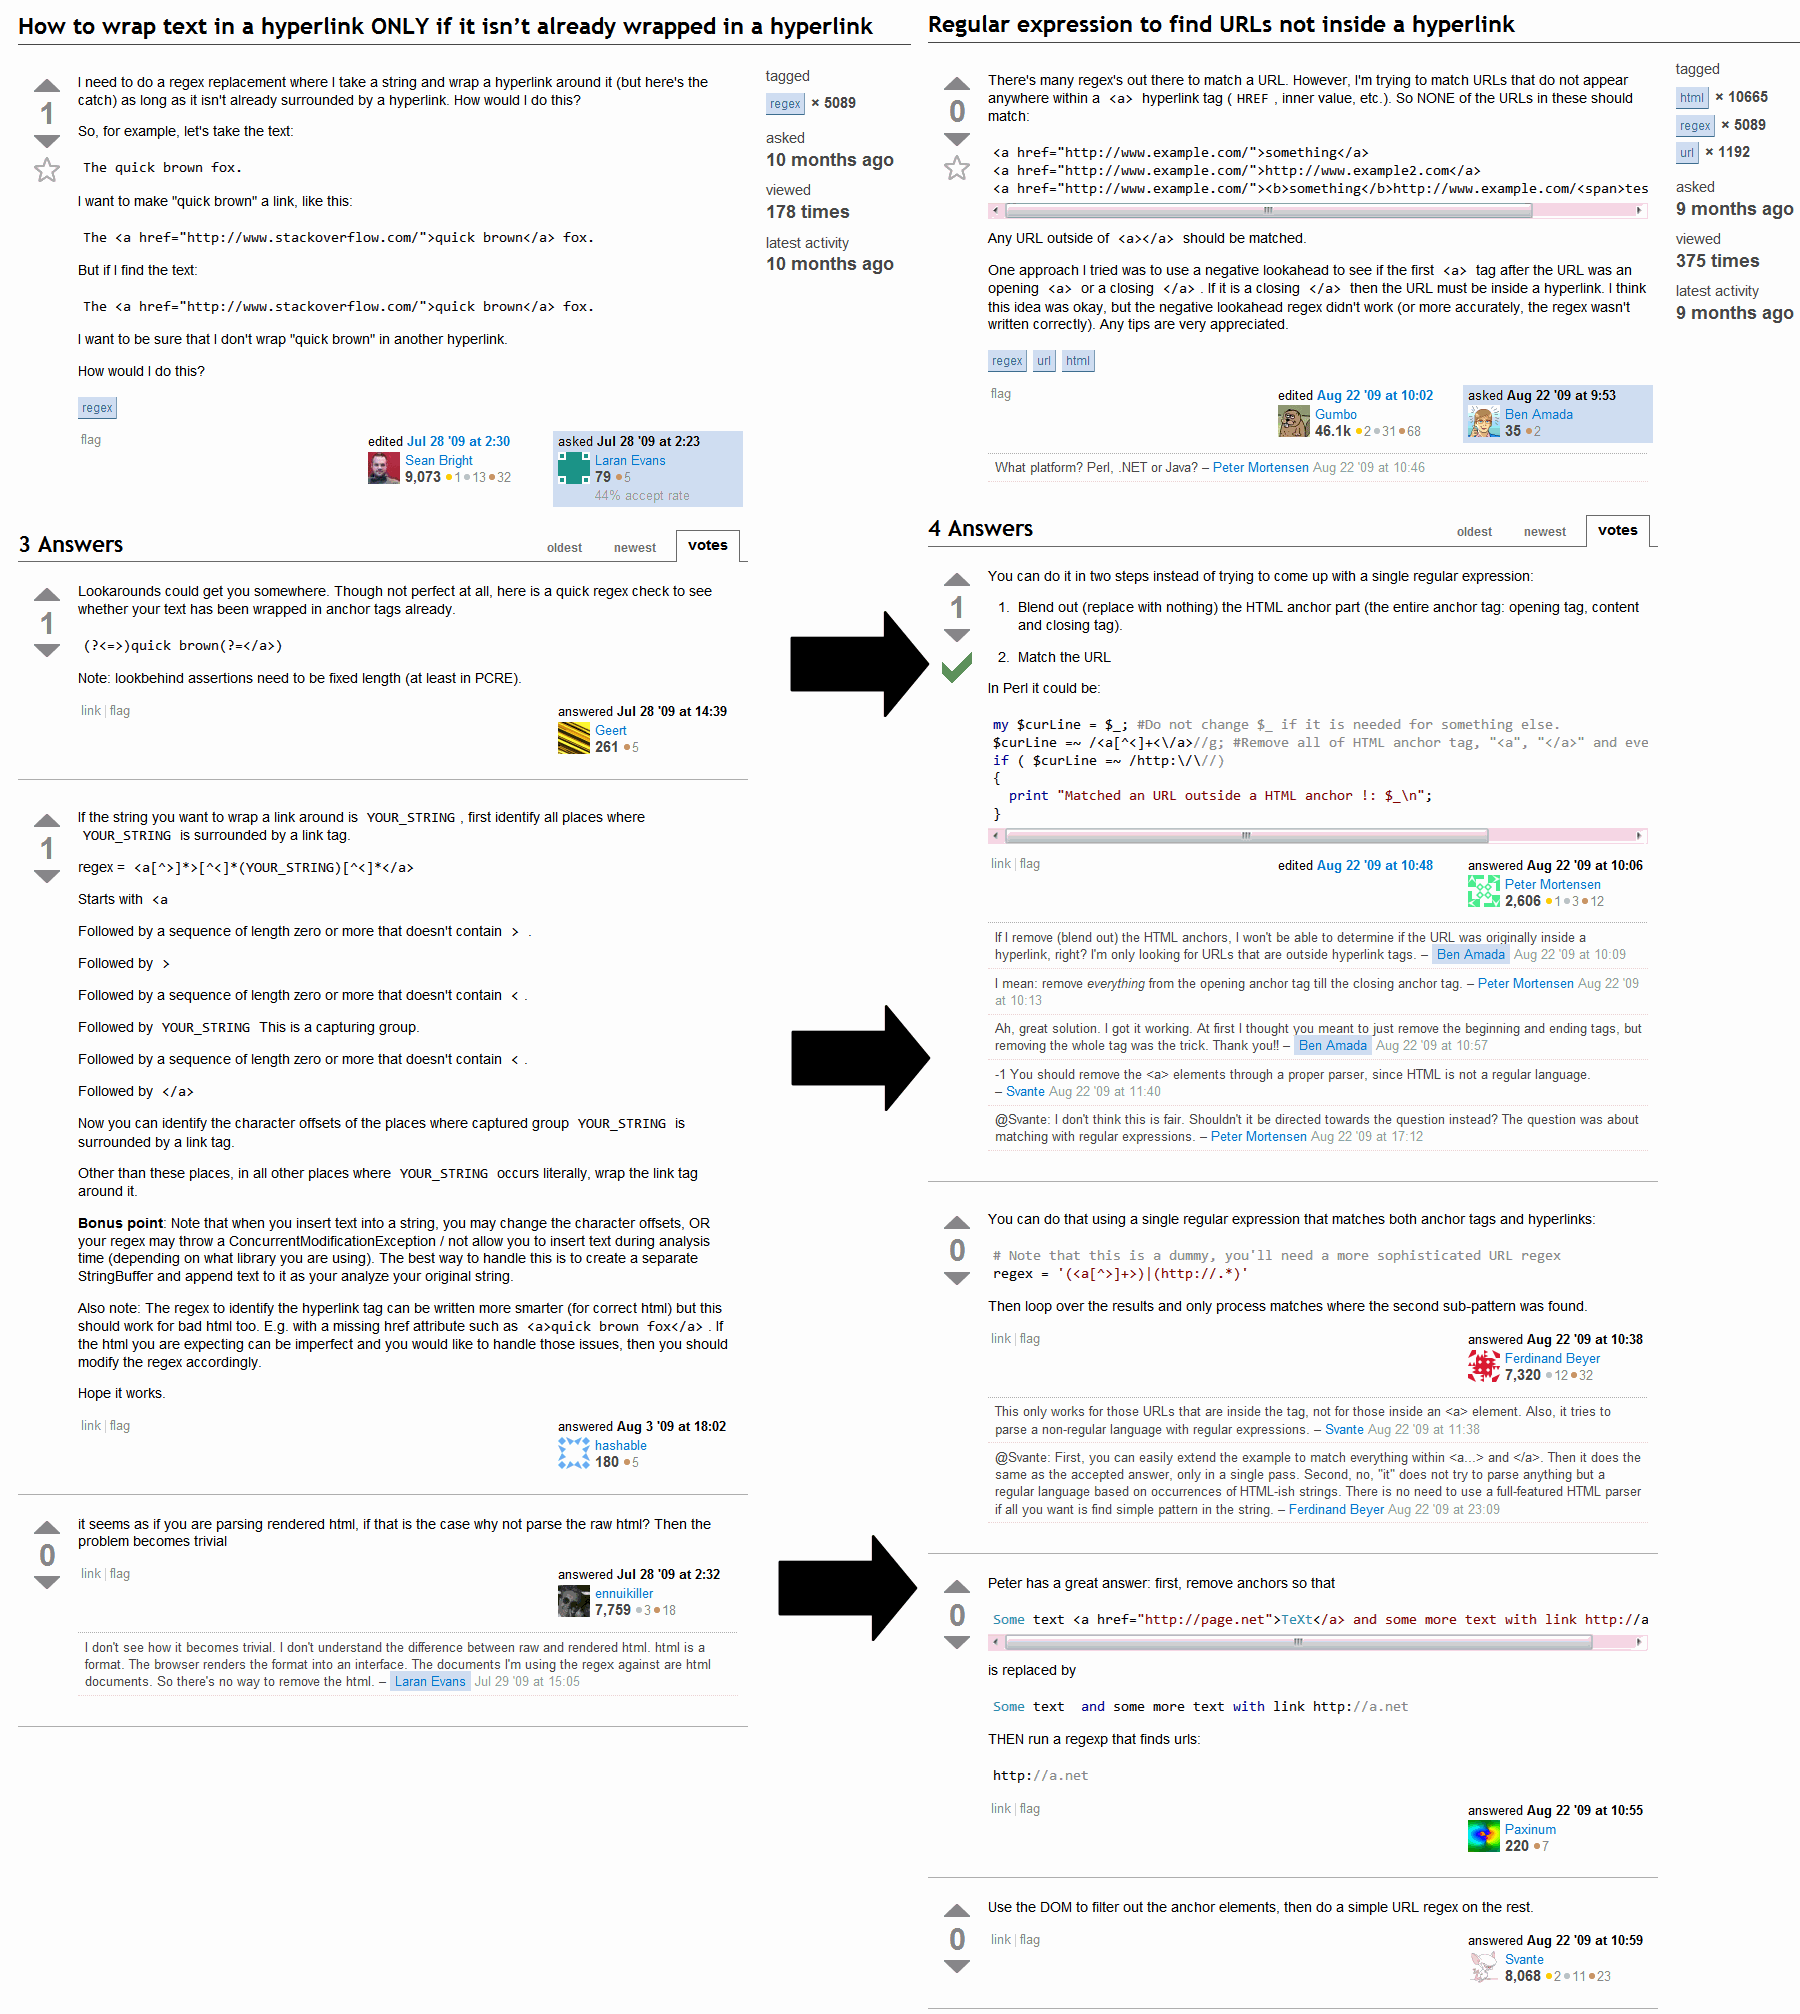 How to wrap text in a hyperlink ONLY if it isn't already wrapped in a hyperlink
1
I need to do a regex replacement where I take a string and wrap a hyperlink around it (but here's the
catch) as long as it isn't already surrounded by a hyperlink. How would I do this?
So, for example, let's take the text:
The quick brown fox.
I want to make "quick brown" a link, like this:
The <a href="http://www.stackoverflow.com/">quick brown</a> fox.
But if I find the text:
The <a href="http://www.stackoverflow.com/">quick brown</a> fox.
I want to be sure that I don't wrap "quick brown" in another hyperlink.
How would I do this?
regex
flag
edited Jul 28 '09 at 2:30
Sean Bright
9,073 ●1●13●32
asked Jul 28 '09 at 2:23
Laran Evans
79 ●5
44% accept rate
tagged
regex × 5089
asked
10 months ago
viewed
178 times
latest activity
10 months ago
3 Answers
oldest
newest
votes
1
Lookarounds could get you somewhere. Though not perfect at all, here is a quick regex check to see
whether your text has been wrapped in anchor tags already.
(?<=>)quick brown(?=</a>)
Note: lookbehind assertions need to be fixed length (at least in PCRE).
link|flag
answered Jul 28 '09 at 14:39
Geert
261 ●5
1
If the string you want to wrap a link around is YOUR_STRING , first identify all places where
YOUR_STRING is surrounded by a link tag.
regex = <a[^>]*>[^<]*(YOUR_STRING)[^<]*</a>
Starts with <a
Followed by a sequence of length zero or more that doesn't contain > .
Followed by >
Followed by a sequence of length zero or more that doesn't contain < .
Followed by YOUR_STRING This is a capturing group.
Followed by a sequence of length zero or more that doesn't contain < .
Followed by </a>
Now you can identify the character offsets of the places where captured group YOUR_STRING is
surrounded by a link tag.
Other than these places, in all other places where YOUR_STRING occurs literally, wrap the link tag
around it.
Bonus point: Note that when you insert text into a string, you may change the character offsets, OR
your regex may throw a ConcurrentModificationException / not allow you to insert text during analysis
time (depending on what library you are using). The best way to handle this is to create a separate
StringBuffer and append text to it as your analyze your original string.
Also note: The regex to identify the hyperlink tag can be written more smarter (for correct html) but this
should work for bad html too. E.g. with a missing href attribute such as <a>quick brown fox</a> . If
the html you are expecting can be imperfect and you would like to handle those issues, then you should
modify the regex accordingly.
Hope it works.
link|flag
answered Aug 3 '09 at 18:02
hashable
180 ●5
0
it seems as if you are parsing rendered html, if that is the case why not parse the raw html? Then the
problem becomes trivial
link|flag
answered Jul 28 '09 at 2:32
ennuikiller
7,759 ●3●18
I don't see how it becomes trivial. I don't understand the difference between raw and rendered html. html is a
format. The browser renders the format into an interface. The documents I'm using the regex against are html
documents. So there's no way to remove the html. – Laran Evans Jul 29 '09 at 15:05
Regular expression to find URLs not inside a hyperlink
0
There's many regex's out there to match a URL. However, I'm trying to match URLs that do not appear
anywhere within a <a> hyperlink tag ( HREF , inner value, etc.). So NONE of the URLs in these should
match:
<a href="http://www.example.com/">something</a>
<a href="http://www.example.com/">http://www.example2.com</a>
<a href="http://www.example.com/"><b>something</b>http://www.example.com/<span>tes
Any URL outside of <a></a> should be matched.
One approach I tried was to use a negative lookahead to see if the first <a> tag after the URL was an
opening <a> or a closing </a> . If it is a closing </a> then the URL must be inside a hyperlink. I think
this idea was okay, but the negative lookahead regex didn't work (or more accurately, the regex wasn't
written correctly). Any tips are very appreciated.
regex url html
flag
edited Aug 22 '09 at 10:02
Gumbo
46.1k ●2●31●68
asked Aug 22 '09 at 9:53
Ben Amada
35 ●2
What platform? Perl, .NET or Java? – Peter Mortensen Aug 22 '09 at 10:46
tagged
html × 10665
regex × 5089
url × 1192
asked
9 months ago
viewed
375 times
latest activity
9 months ago
4 Answers
oldest
newest
votes
1
You can do it in two steps instead of trying to come up with a single regular expression:
1. Blend out (replace with nothing) the HTML anchor part (the entire anchor tag: opening tag, content
and closing tag).
2. Match the URL
In Perl it could be:
my $curLine = $_; #Do not change $_ if it is needed for something else.
$curLine =~ /<a[^<]+<\/a>//g; #Remove all of HTML anchor tag, "<a", "</a>" and eve
if ( $curLine =~ /http:\/\//)
{
print "Matched an URL outside a HTML anchor !: $_\n";
}
link|flag
edited Aug 22 '09 at 10:48
answered Aug 22 '09 at 10:06
Peter Mortensen
2,606 ●1●3●12
If I remove (blend out) the HTML anchors, I won't be able to determine if the URL was originally inside a
hyperlink, right? I'm only looking for URLs that are outside hyperlink tags. – Ben Amada Aug 22 '09 at 10:09
I mean: remove everything from the opening anchor tag till the closing anchor tag. – Peter Mortensen Aug 22 '09
at 10:13
Ah, great solution. I got it working. At first I thought you meant to just remove the beginning and ending tags, but
removing the whole tag was the trick. Thank you!! – Ben Amada Aug 22 '09 at 10:57
-1 You should remove the <a> elements through a proper parser, since HTML is not a regular language.
– Svante Aug 22 '09 at 11:40
@Svante: I don't think this is fair. Shouldn't it be directed towards the question instead? The question was about
matching with regular expressions. – Peter Mortensen Aug 22 '09 at 17:12
0
You can do that using a single regular expression that matches both anchor tags and hyperlinks:
# Note that this is a dummy, you'll need a more sophisticated URL regex
regex = '(<a[^>]+>)|(http://.*)'
Then loop over the results and only process matches where the second sub-pattern was found.
link|flag
answered Aug 22 '09 at 10:38
Ferdinand Beyer
7,320 ●12●32
This only works for those URLs that are inside the tag, not for those inside an <a> element. Also, it tries to
parse a non-regular language with regular expressions. – Svante Aug 22 '09 at 11:38
@Svante: First, you can easily extend the example to match everything within <a...> and </a>. Then it does the
same as the accepted answer, only in a single pass. Second, no, "it" does not try to parse anything but a
regular language based on occurrences of HTML-ish strings. There is no need to use a full-featured HTML parser
if all you want is find simple pattern in the string. – Ferdinand Beyer Aug 22 '09 at 23:09
0
Peter has a great answer: first, remove anchors so that
Some text <a href="http://page.net">TeXt</a> and some more text with link http://a
is replaced by
Some text  and some more text with link http://a.net
THEN run a regexp that finds urls:
http://a.net
link|flag
answered Aug 22 '09 at 10:55
Paxinum
220 ●7
0
Use the DOM to filter out the anchor elements, then do a simple URL regex on the rest.
link|flag
answered Aug 22 '09 at 10:59
Svante
8,068 ●2●11●23